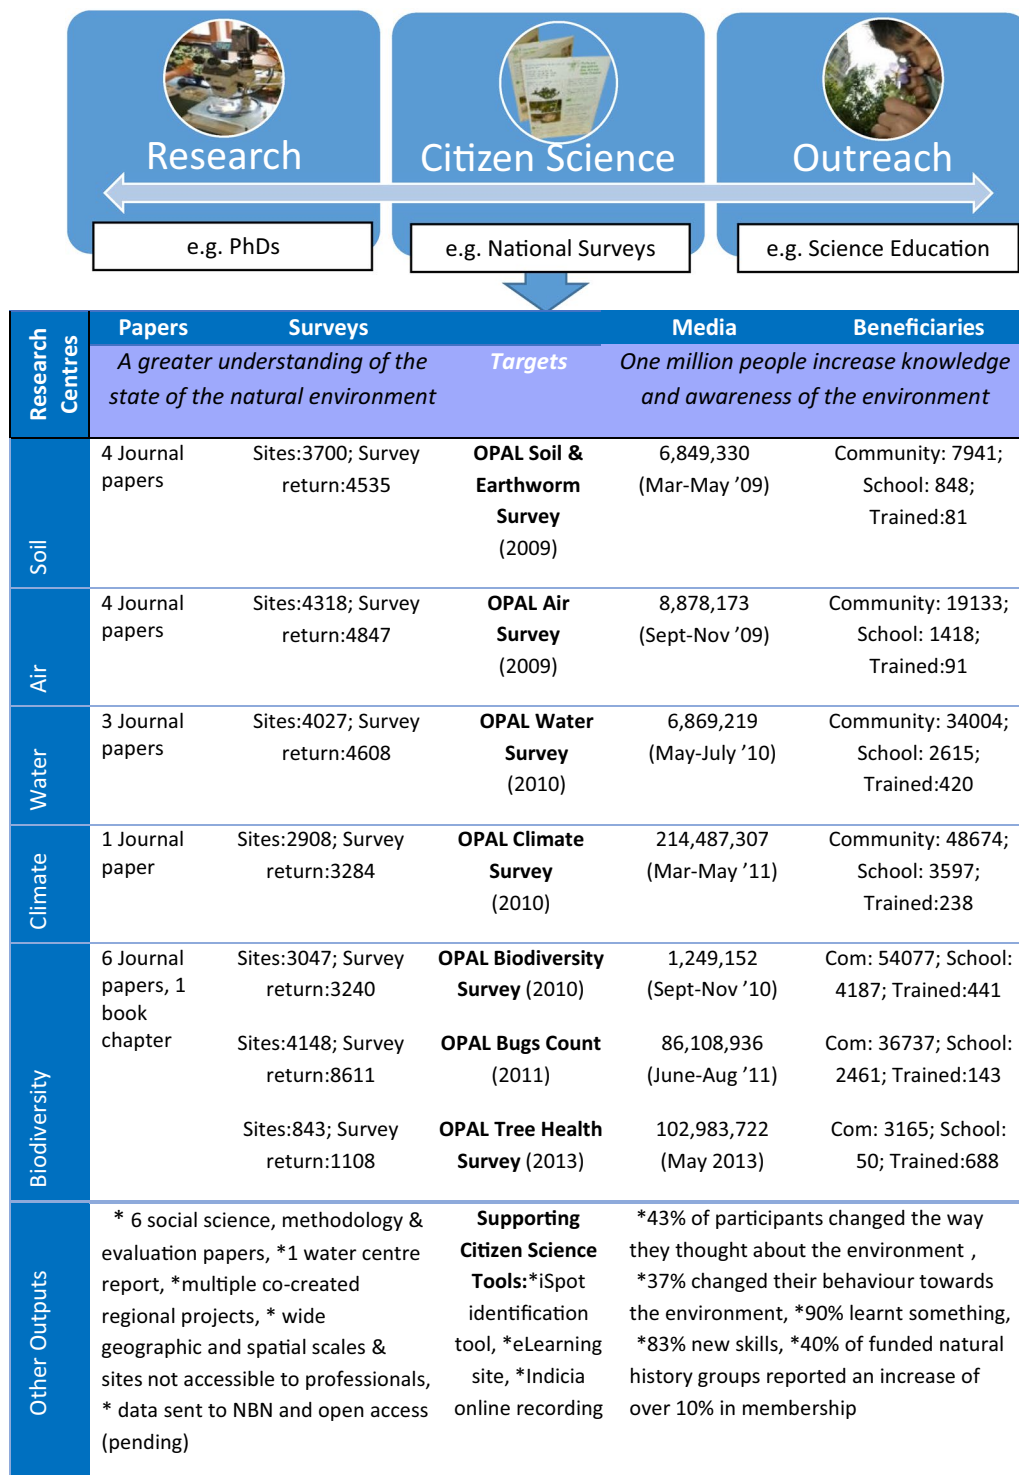 Research
Citizen Science
Outreach
e.g. PhDs
e.g. National Surveys
e.g. Science Education
Research
Centres
Papers
Surveys
Media
Beneficiaries
A greater understanding of the
state of the natural environment
Targets
One million people increase knowledge
and awareness of the environment
Soil
4 Journal
papers
Sites:3700; Survey
return:4535
OPAL Soil &
Earthworm
Survey
(2009)
6,849,330
(Mar-May ’09)
Community: 7941;
School: 848;
Trained:81
Air
4 Journal
papers
Sites:4318; Survey
return:4847
OPAL Air
Survey
(2009)
8,878,173
(Sept-Nov ’09)
Community: 19133;
School: 1418;
Trained:91
Water
3 Journal
papers
Sites:4027; Survey
return:4608
OPAL Water
Survey
(2010)
6,869,219
(May-July ’10)
Community: 34004;
School: 2615;
Trained:420
Climate
1 Journal
paper
Sites:2908; Survey
return:3284
OPAL Climate
Survey
(2010)
214,487,307
(Mar-May ’11)
Community: 48674;
School: 3597;
Trained:238
Biodiversity
6 Journal
papers, 1
book
chapter
Sites:3047; Survey
return:3240
OPAL Biodiversity
Survey (2010)
1,249,152
(Sept-Nov ’10)
Com: 54077; School:
4187; Trained:441
Sites:4148; Survey
return:8611
OPAL Bugs Count
(2011)
86,108,936
(June-Aug ’11)
Com: 36737; School:
2461; Trained:143
Sites:843; Survey
return:1108
OPAL Tree Health
Survey (2013)
102,983,722
(May 2013)
Com: 3165; School:
50; Trained:688
Other Outputs
* 6 social science, methodology &
evaluation papers, *1 water centre
report, *multiple co-created
regional projects, * wide
geographic and spatial scales &
sites not accessible to professionals,
* data sent to NBN and open access
(pending)
Supporting
Citizen Science
Tools:*iSpot
identification
tool, *eLearning
site, *Indicia
online recording
*43% of participants changed the way
they thought about the environment ,
*37% changed their behaviour towards
the environment, *90% learnt something,
*83% new skills, *40% of funded natural
history groups reported an increase of
over 10% in membership